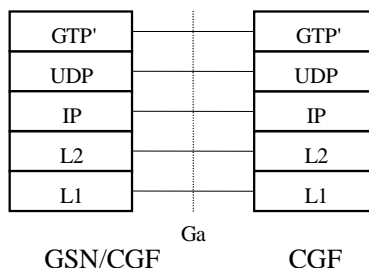 GTP' GTP'
UDP UDP
IP IP
L2 L2
L1 L1
Ga
GSN/CGF CGF